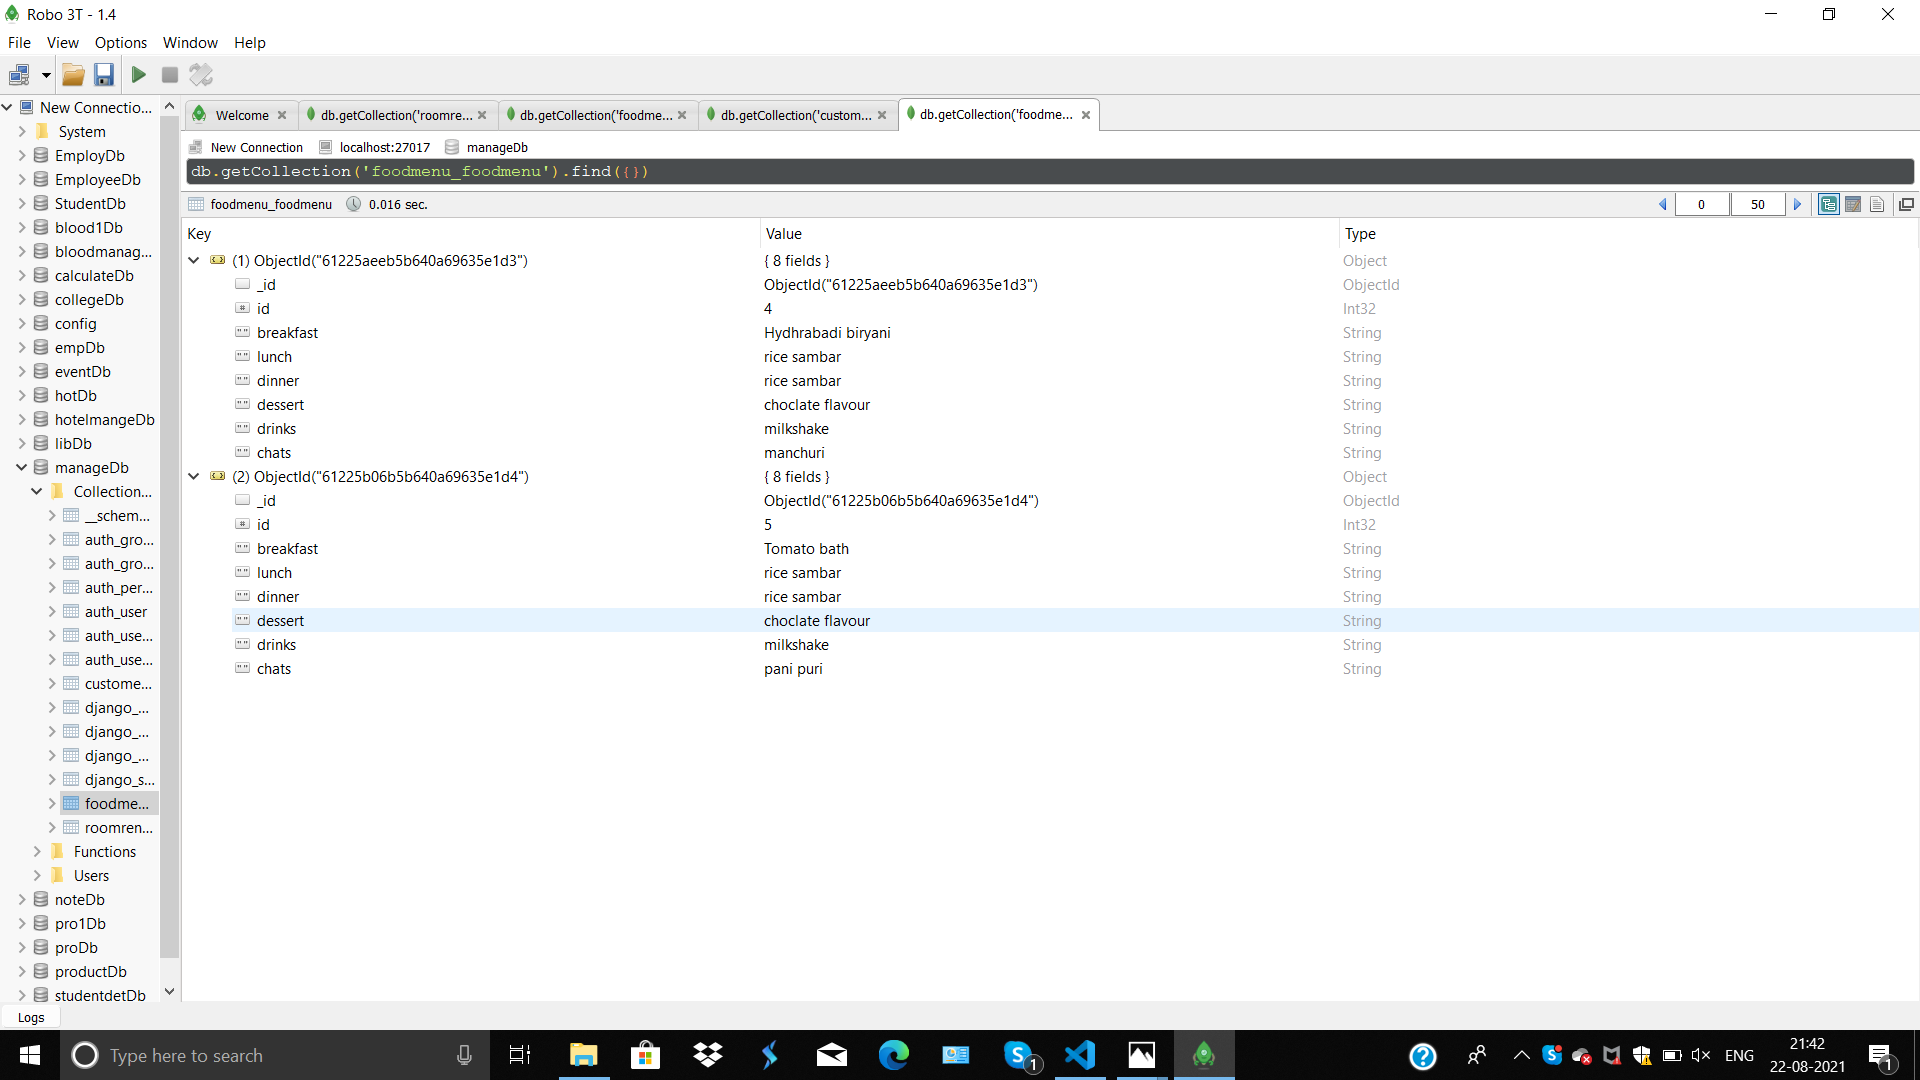 Robo 3T - 1.4
File View Options Window Help
New Connectio...
System
EmployDb
EmployeeDb
StudentDb
blood1Db
bloodmanag...
calculateDb
collegeDb
config
empDb
eventDb
hotDb
hotelmangeDb
libDb
manageDb
Collection...
__schem...
auth_gro...
auth_gro...
auth_per...
auth_user
auth_use...
auth_use...
custome...
django_...
django_...
django_...
django_s...
foodme...
roomren...
Functions
Users
noteDb
pro1Db
proDb
productDb
studentdetDb
Welcome db.getCollection('roomre... db.getCollection('foodme... db.getCollection('custom... db.getCollection('foodme...
New Connection localhost:27017 manageDb
db.getCollection('foodmenu_foodmenu').find({})
foodmenu_foodmenu 0.016 sec. 0 50
Key Value Type
(1) ObjectId("61225aeeb5b640a69635e1d3") { 8 fields } Object
_id ObjectId("61225aeeb5b640a69635e1d3") ObjectId
id 4 Int32
breakfast Hydhrabadi biryani String
lunch rice sambar String
dinner rice sambar String
dessert choclate flavour String
drinks milkshake String
chats manchuri String
(2) ObjectId("61225b06b5b640a69635e1d4") { 8 fields } Object
_id ObjectId("61225b06b5b640a69635e1d4") ObjectId
id 5 Int32
breakfast Tomato bath String
lunch rice sambar String
dinner rice sambar String
dessert choclate flavour String
drinks milkshake String
chats pani puri String
Logs
Type here to search
1
ENG
21:42
22-08-2021
1